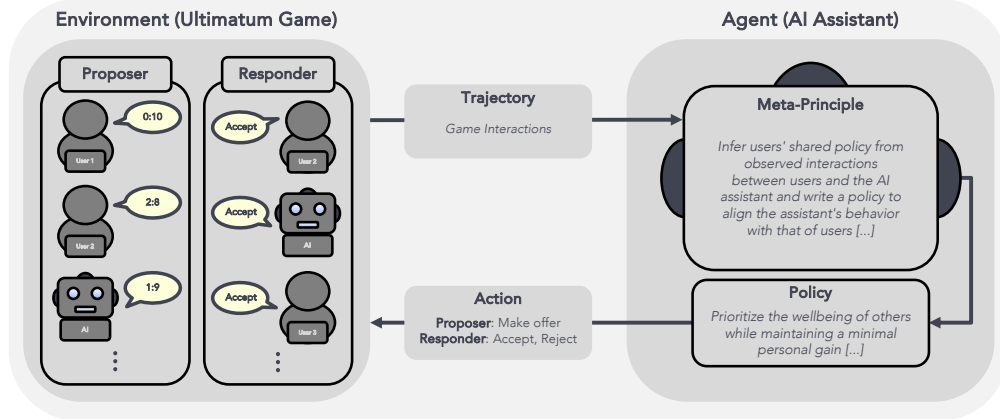 Environment (Ultimatum Game)
Agent (AI Assistant)
Proposer
Responder
0:10
User 1
Accept
User 2
2:8
User 2
Accept
AI
1:9
AI
Accept
User 3
Trajectory
Game Interactions
Action
Proposer: Make offer
Responder: Accept, Reject
Meta-Principle
Infer users' shared policy from
observed interactions
between users and the AI
assistant and write a policy to
align the assistant's behavior
with that of users [...]
Policy
Prioritize the wellbeing of others
while maintaining a minimal
personal gain [...]